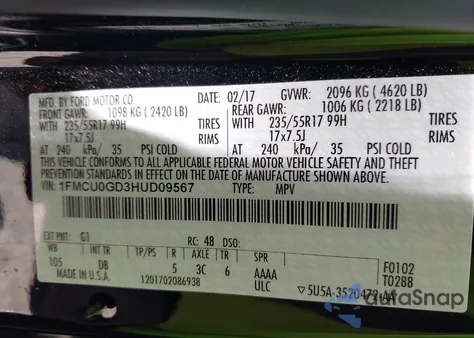 MFD. BY FORD MOTOR CO. 02/17 GVWR: 2096 KG ( 4620 LB)
FRONT GAWR: 1098 KG ( 2420 LB) REAR GAWR: 1006 KG ( 2218 LB)
WITH 235/55R17 99H TIRES WITH 235/55R17 99H TIRES
17x7.5J RIMS 17x7.5J RIMS
AT 240 kPa/ 35 PSI COLD AT 240 kPa/ 35 PSI COLD
THIS VEHICLE CONFORMS TO ALL APPLICABLE FEDERAL MOTOR VEHICLE SAFETY AND THEFT
PREVENTION STANDARDS IN EFFECT ON THE DATE OF MANUFACTURE SHOWN ABOVE.
VIN: 1FMCU0GD3HUD09567 TYPE: MPV
EXT PNT: G1 RC: 48 DSO:
WB INT TR TP/PS R AXLE TR SPR
105 DB 5 3C 6 AAAA F0102
MADE IN U.S.A. 1201702086938 ULC T0288
autoSnap